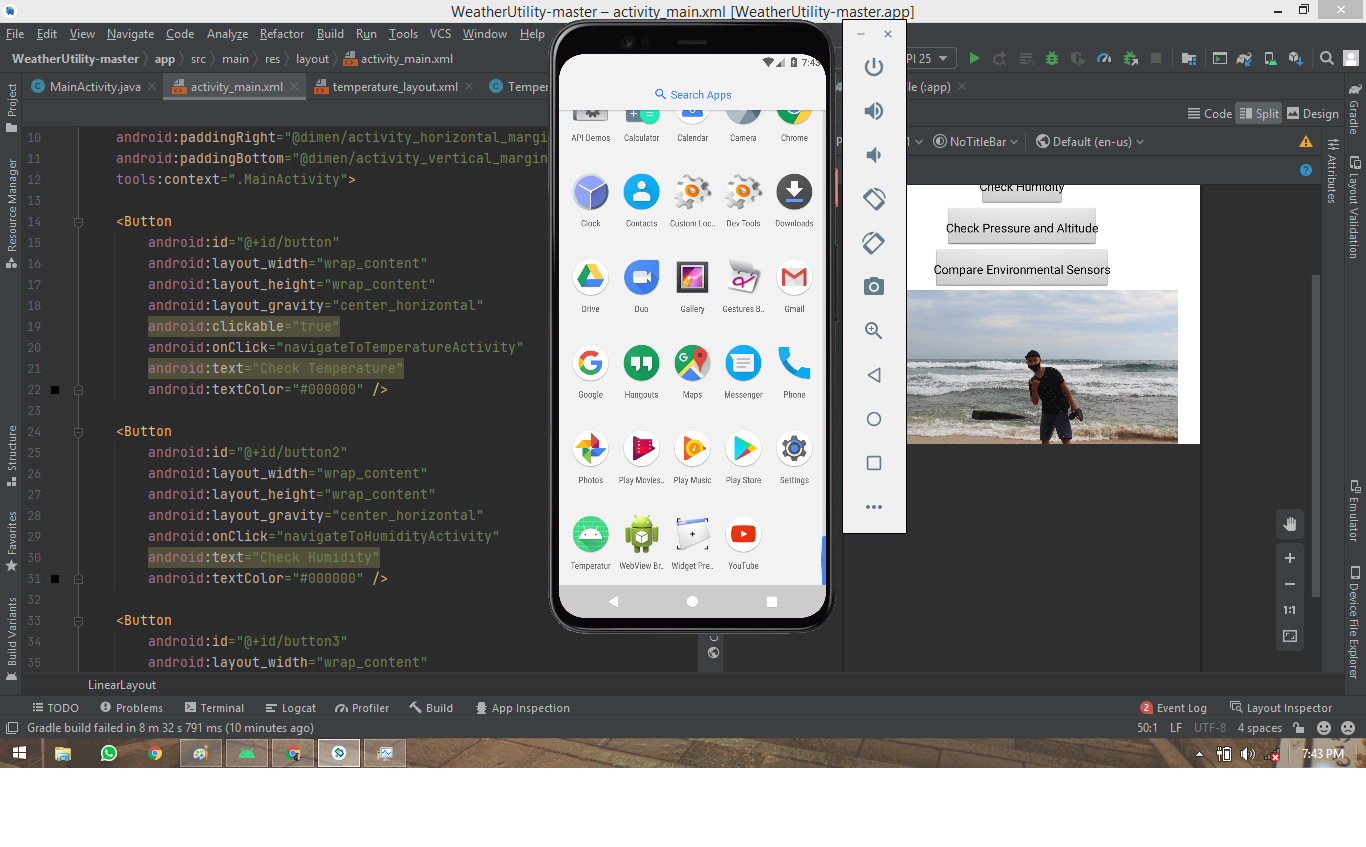 WeatherUtility-master – activity_main.xml [WeatherUtility-master.app]
File Edit View Navigate Code Analyze Refactor Build Run Tools VCS Window Help
WeatherUtility-master app src main res layout activity_main.xml
PI 25
MainActivity.java activity_main.xml temperature_layout.xml Temper
le (:app)
Code Split Design
NoTitleBar Default (en-us)
Project
Resource Manager
Structure
Favorites
Build Variants
10 android:paddingRight="@dimen/activity_horizontal_margi
11 android:paddingBottom="@dimen/activity_vertical_margin
12 tools:context=".MainActivity">
13
14 <Button
15 android:id="@+id/button"
16 android:layout_width="wrap_content"
17 android:layout_height="wrap_content"
18 android:layout_gravity="center_horizontal"
19 android:clickable="true"
20 android:onClick="navigateToTemperatureActivity"
21 android:text="Check Temperature"
22 android:textColor="#000000" />
23
24 <Button
25 android:id="@+id/button2"
26 android:layout_width="wrap_content"
27 android:layout_height="wrap_content"
28 android:layout_gravity="center_horizontal"
29 android:onClick="navigateToHumidityActivity"
30 android:text="Check Humidity"
31 android:textColor="#000000" />
32
33 <Button
34 android:id="@+id/button3"
35 android:layout_width="wrap_content"
LinearLayout
7:43
Search Apps
API Demos Calculator Calendar Camera Chrome
Clock Contacts Custom Loc.. Dev Tools Downloads
Drive Duo Gallery Gestures B.. Gmail
Google Hangouts Maps Messenger Phone
Photos Play Movies.. Play Music Play Store Settings
Temperatur WebView Br.. Widget Pre.. YouTube
Check Humidity
Check Pressure and Altitude
Compare Environmental Sensors
1:1
Gradle
Attributes
Layout Validation
Emulator
Device File Explorer
TODO Problems Terminal Logcat Profiler Build App Inspection
2 Event Log Layout Inspector
Gradle build failed in 8 m 32 s 791 ms (10 minutes ago)
50:1 LF UTF-8 4 spaces
7:43 PM